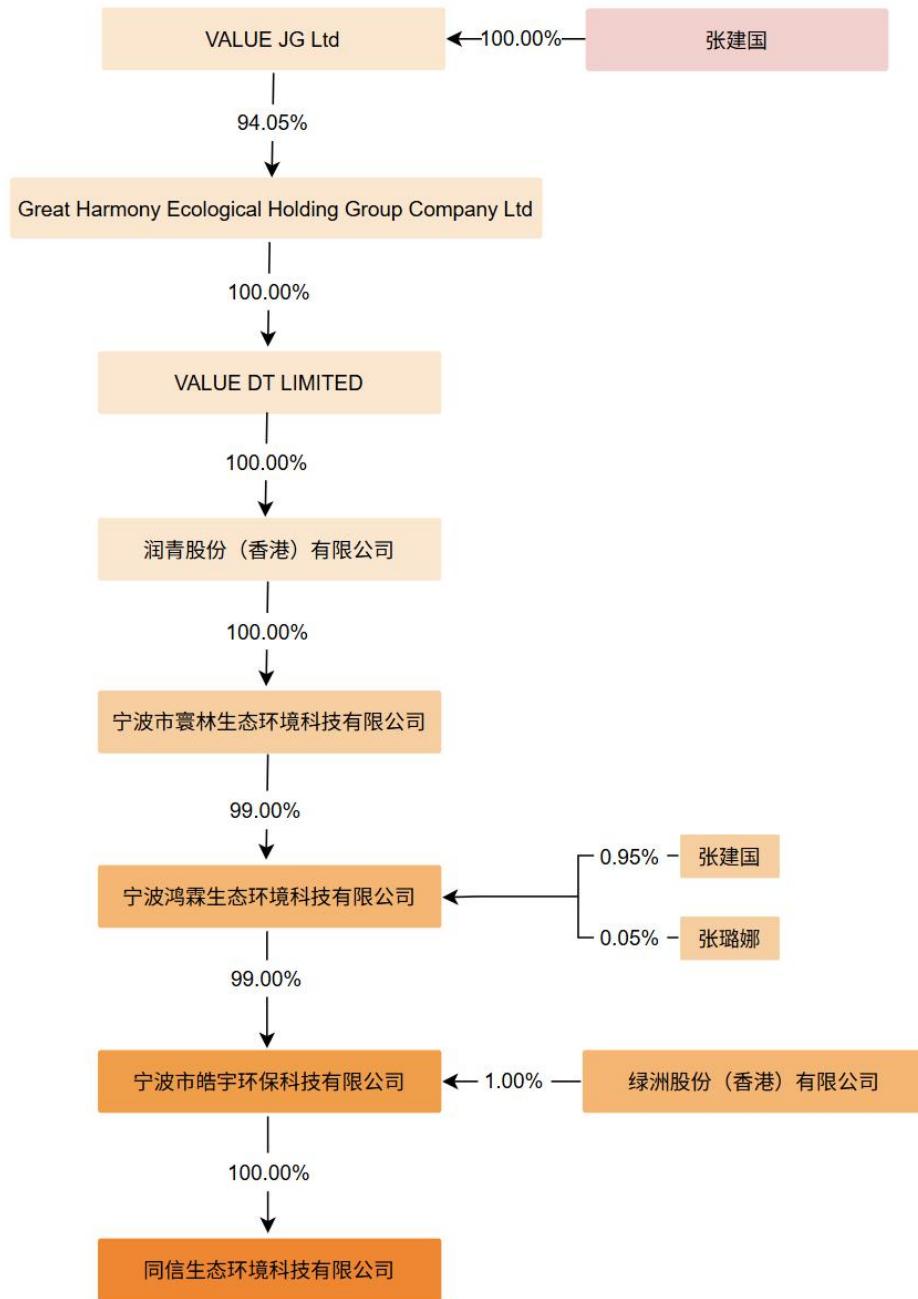 VALUE JG Ltd
100.00%
张建国
94.05%
Great Harmony Ecological Holding Group Company Ltd
100.00%
VALUE DT LIMITED
100.00%
润青股份（香港）有限公司
100.00%
宁波市寰林生态环境科技有限公司
99.00%
0.95%
张建国
宁波鸿霖生态环境科技有限公司
0.05%
张璐娜
99.00%
宁波市皓宇环保科技有限公司
1.00%
绿洲股份（香港）有限公司
100.00%
同信生态环境科技有限公司